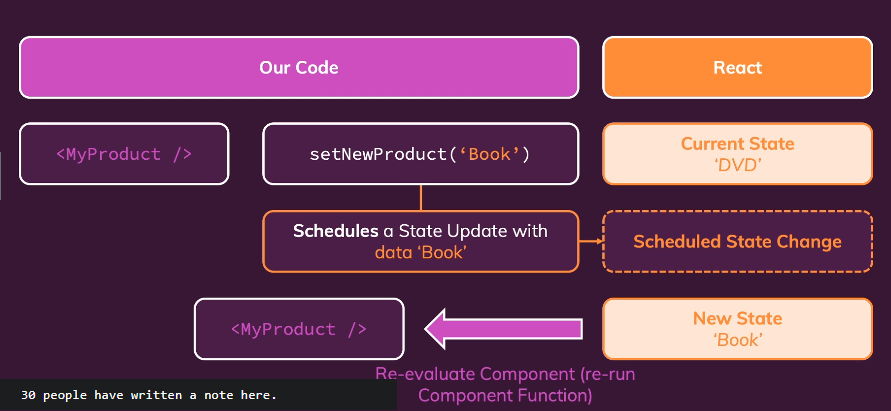 Our Code
React
<MyProduct />
setNewProduct(‘Book’)
Current State
‘DVD’
Schedules a State Update with
data ‘Book’
Scheduled State Change
<MyProduct />
New State
‘Book’
Re-evaluate Component (re-run
Component Function)
30 people have written a note here.